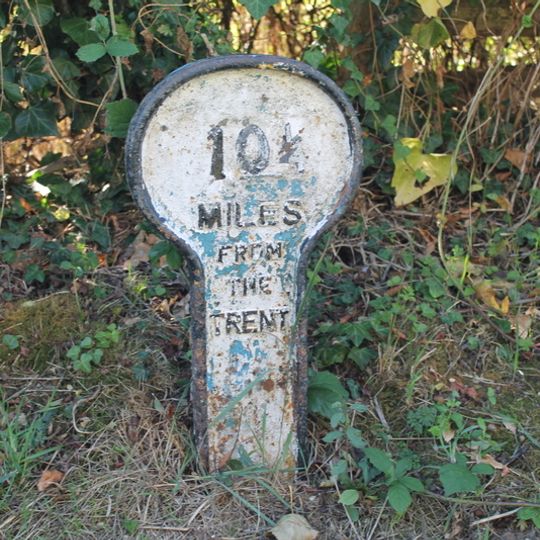 10½
MILES
FROM
THE
TRENT